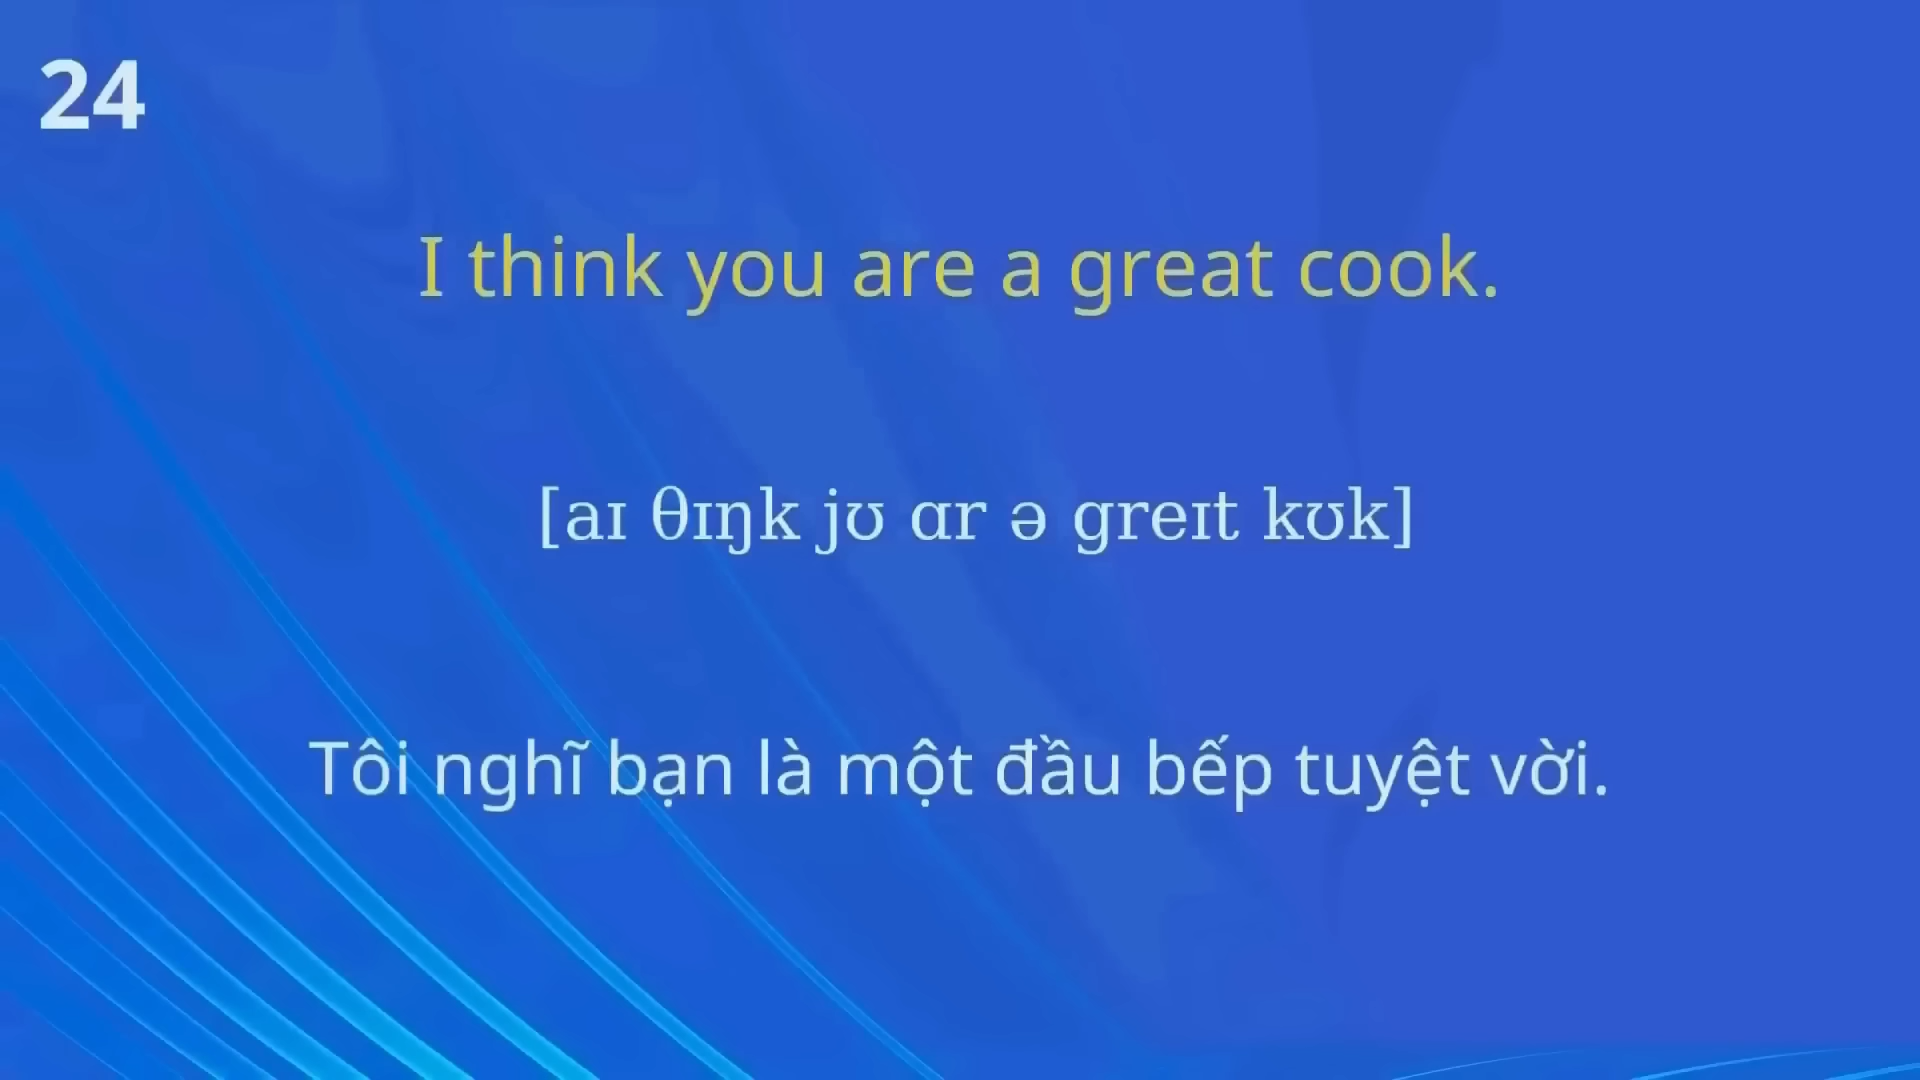 24
I think you are a great cook.
[aɪ θɪŋk jʊ ɑr ə greɪt kʊk]
Tôi nghĩ bạn là một đầu bếp tuyệt vời.